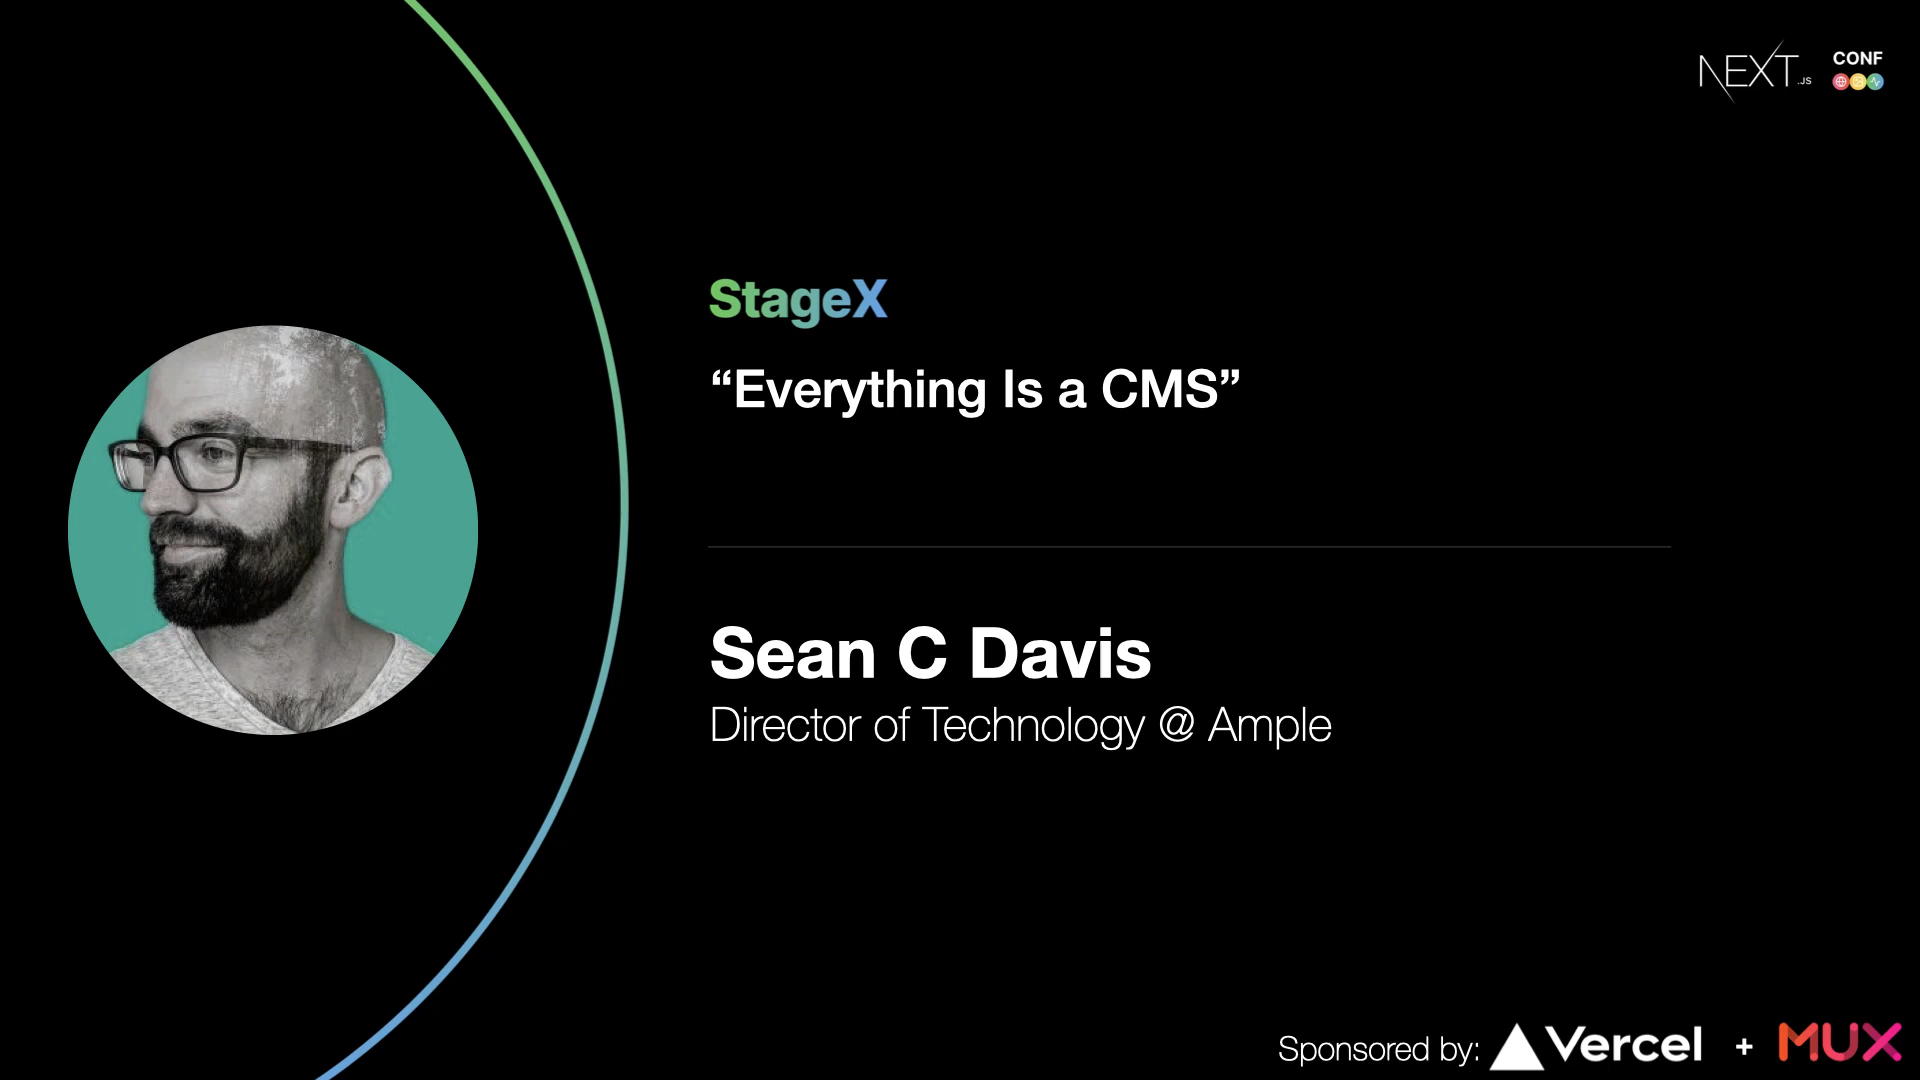 NEXT.JS CONF
StageX
“Everything Is a CMS”
Sean C Davis
Director of Technology @ Ample
Sponsored by: Vercel + MUX